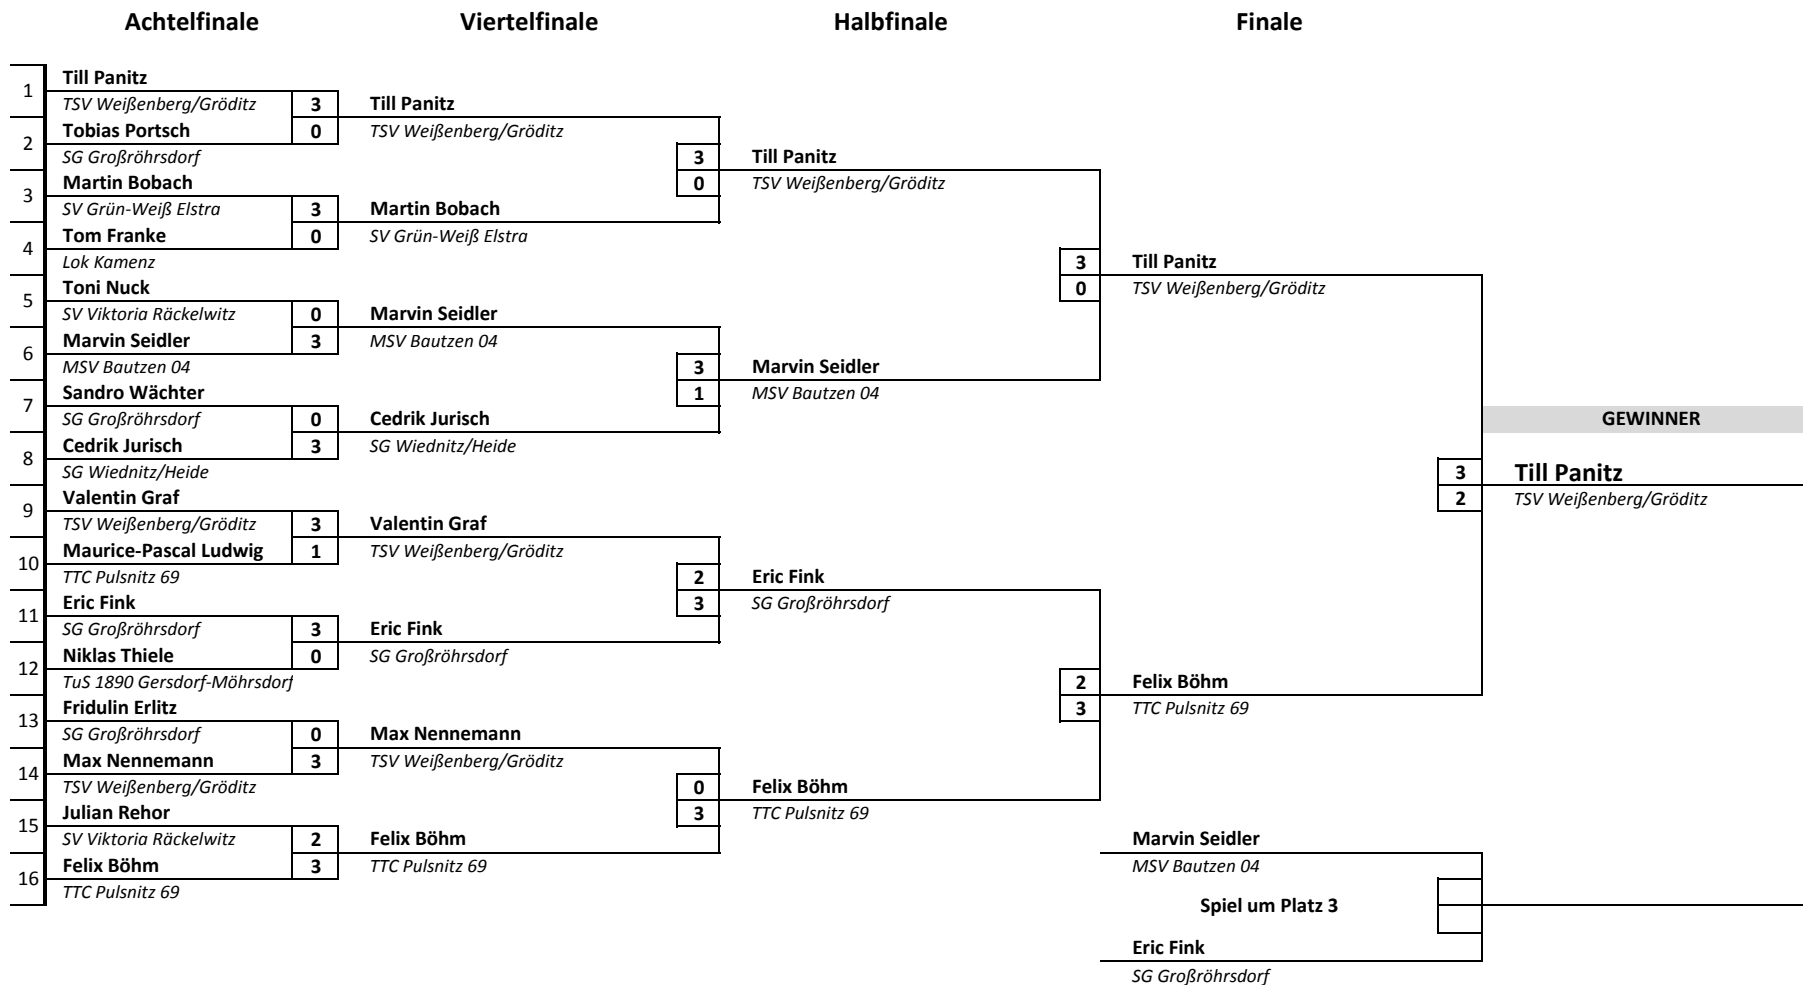 Achtelfinale Viertelfinale Halbfinale Finale
Till Panitz
1
TSV Weißenberg/Gröditz 3 Till Panitz
Tobias Portsch 0 TSV Weißenberg/Gröditz
2
SG Großröhrsdorf 3 Till Panitz
Martin Bobach 0 TSV Weißenberg/Gröditz
3
SV Grün-Weiß Elstra 3 Martin Bobach
Tom Franke 0 SV Grün-Weiß Elstra
4
Lok Kamenz 3 Till Panitz
Toni Nuck 0 TSV Weißenberg/Gröditz
5
SV Viktoria Räckelwitz 0 Marvin Seidler
Marvin Seidler 3 MSV Bautzen 04
6
MSV Bautzen 04 3 Marvin Seidler
Sandro Wächter 1 MSV Bautzen 04
7
SG Großröhrsdorf 0 Cedrik Jurisch GEWINNER
Cedrik Jurisch 3 SG Wiednitz/Heide
8
SG Wiednitz/Heide 3 Till Panitz
Valentin Graf 2 TSV Weißenberg/Gröditz
9
TSV Weißenberg/Gröditz 3 Valentin Graf
Maurice-Pascal Ludwig 1 TSV Weißenberg/Gröditz
10
TTC Pulsnitz 69 2 Eric Fink
Eric Fink 3 SG Großröhrsdorf
11
SG Großröhrsdorf 3 Eric Fink
Niklas Thiele 0 SG Großröhrsdorf
12
TuS 1890 Gersdorf-Möhrsdorf 2 Felix Böhm
Fridulin Erlitz 3 TTC Pulsnitz 69
13
SG Großröhrsdorf 0 Max Nennemann
Max Nennemann 3 TSV Weißenberg/Gröditz
14
TSV Weißenberg/Gröditz 0 Felix Böhm
Julian Rehor 3 TTC Pulsnitz 69
15
SV Viktoria Räckelwitz 2 Felix Böhm Marvin Seidler
Felix Böhm 3 TTC Pulsnitz 69 MSV Bautzen 04
16
TTC Pulsnitz 69
Spiel um Platz 3
Eric Fink
SG Großröhrsdorf